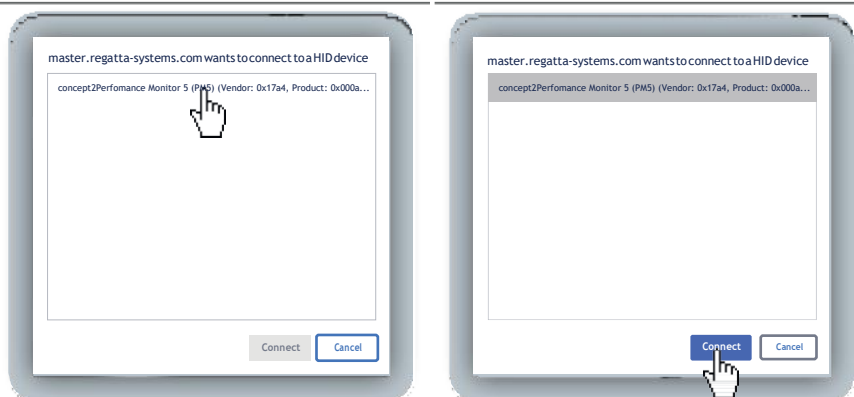 master.regatta-systems.com wants to connect to a HID device
concept2Perfomance Monitor 5 (PM5) (Vendor: 0x17a4, Product: 0x000a...
Connect
Cancel
master.regatta-systems.com wants to connect to a HID device
concept2Perfomance Monitor 5 (PM5) (Vendor: 0x17a4, Product: 0x000a...
Connect
Cancel